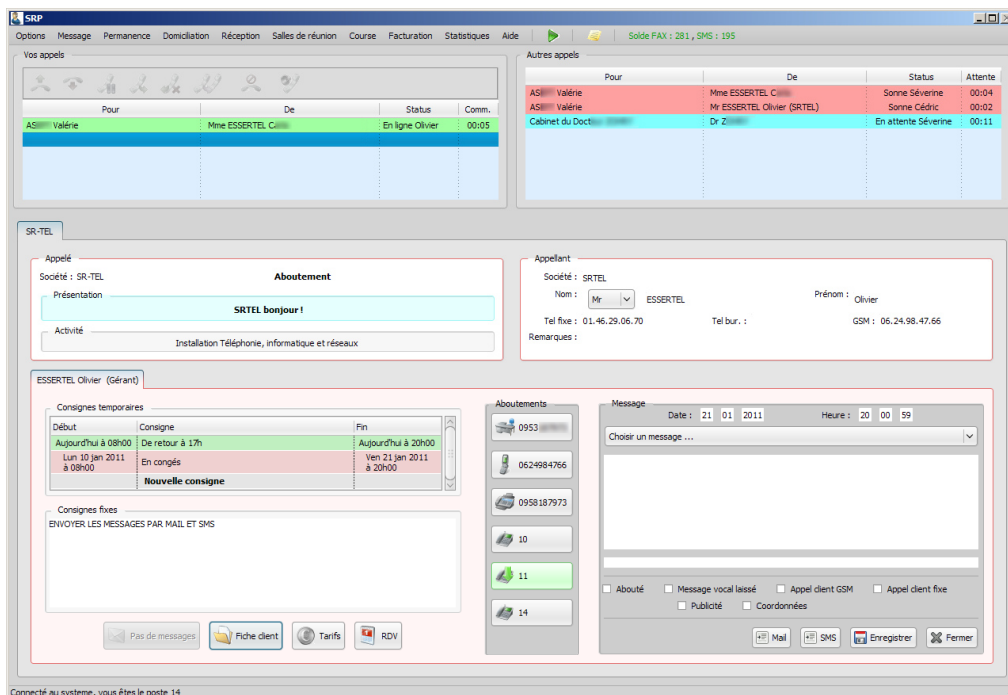 SRP
Options Message Permanence Domiciliation Réception Salles de réunion Course Facturation Statistiques Aide Solde FAX : 281 , SMS : 195
Vos appels
Pour De Status Comm.
Valérie Mme ESSERTEL En ligne Olivier 00:05
Autres appels
Pour De Status Attente
Valérie Mme ESSERTEL Sonne Séverine 00:04
Valérie Mr ESSERTEL Olivier (SRTEL) Sonne Cédric 00:02
Cabinet du Dr En attente Séverine 00:11
SR-TEL
Appelé
Société : SR-TEL Aboutement
Présentation
SRTEL bonjour !
Activité
Installation Téléphonie, informatique et réseaux
Appellant
Société : SRTEL
Nom : Mr ESSERTEL Prénom : Olivier
Tel fixe : 01.46.29.06.70 Tel bur. : GSM : 06.24.98.47.66
Remarques :
ESSERTEL Olivier (Gérant)
Consignes temporaires
Début Consigne Fin
Aujourd'hui à 08h00 De retour à 17h Aujourd'hui à 20h00
Lun 10 jan 2011 à 08h00 En congés Ven 21 jan 2011 à 20h00
Nouvelle consigne
Consignes fixes
ENVOYER LES MESSAGES PAR MAIL ET SMS
Pas de messages Fiche client Tarifs RDV
Aboutements
0953
0624984766
0958187973
10
11
14
Message
Date : 21 01 2011 Heure : 20 00 59
Choisir un message ...
Abouté Message vocal laissé Appel client GSM Appel client fixe
Publicité Coordonnées
Mail SMS Enregistrer Fermer
Connecté au systeme, vous êtes le poste 14